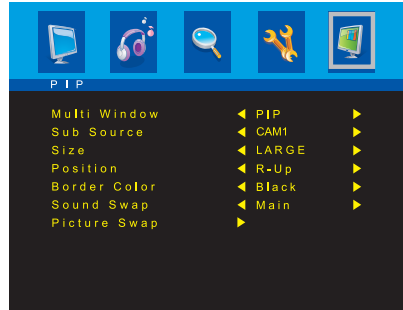 PIP
Multi Window PIP
Sub Source CAM1
Size LARGE
Position R-Up
Border Color Black
Sound Swap Main
Picture Swap